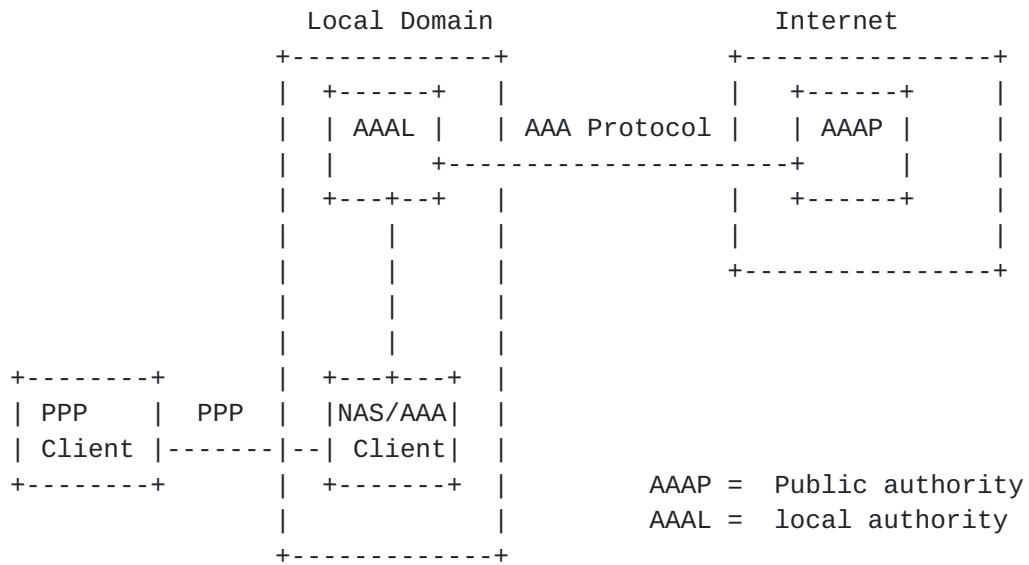 Local Domain Internet
AAAL AAA Protocol AAAP
PPP PPP NAS/AAA
Client Client
AAAP = Public authority
AAAL = local authority